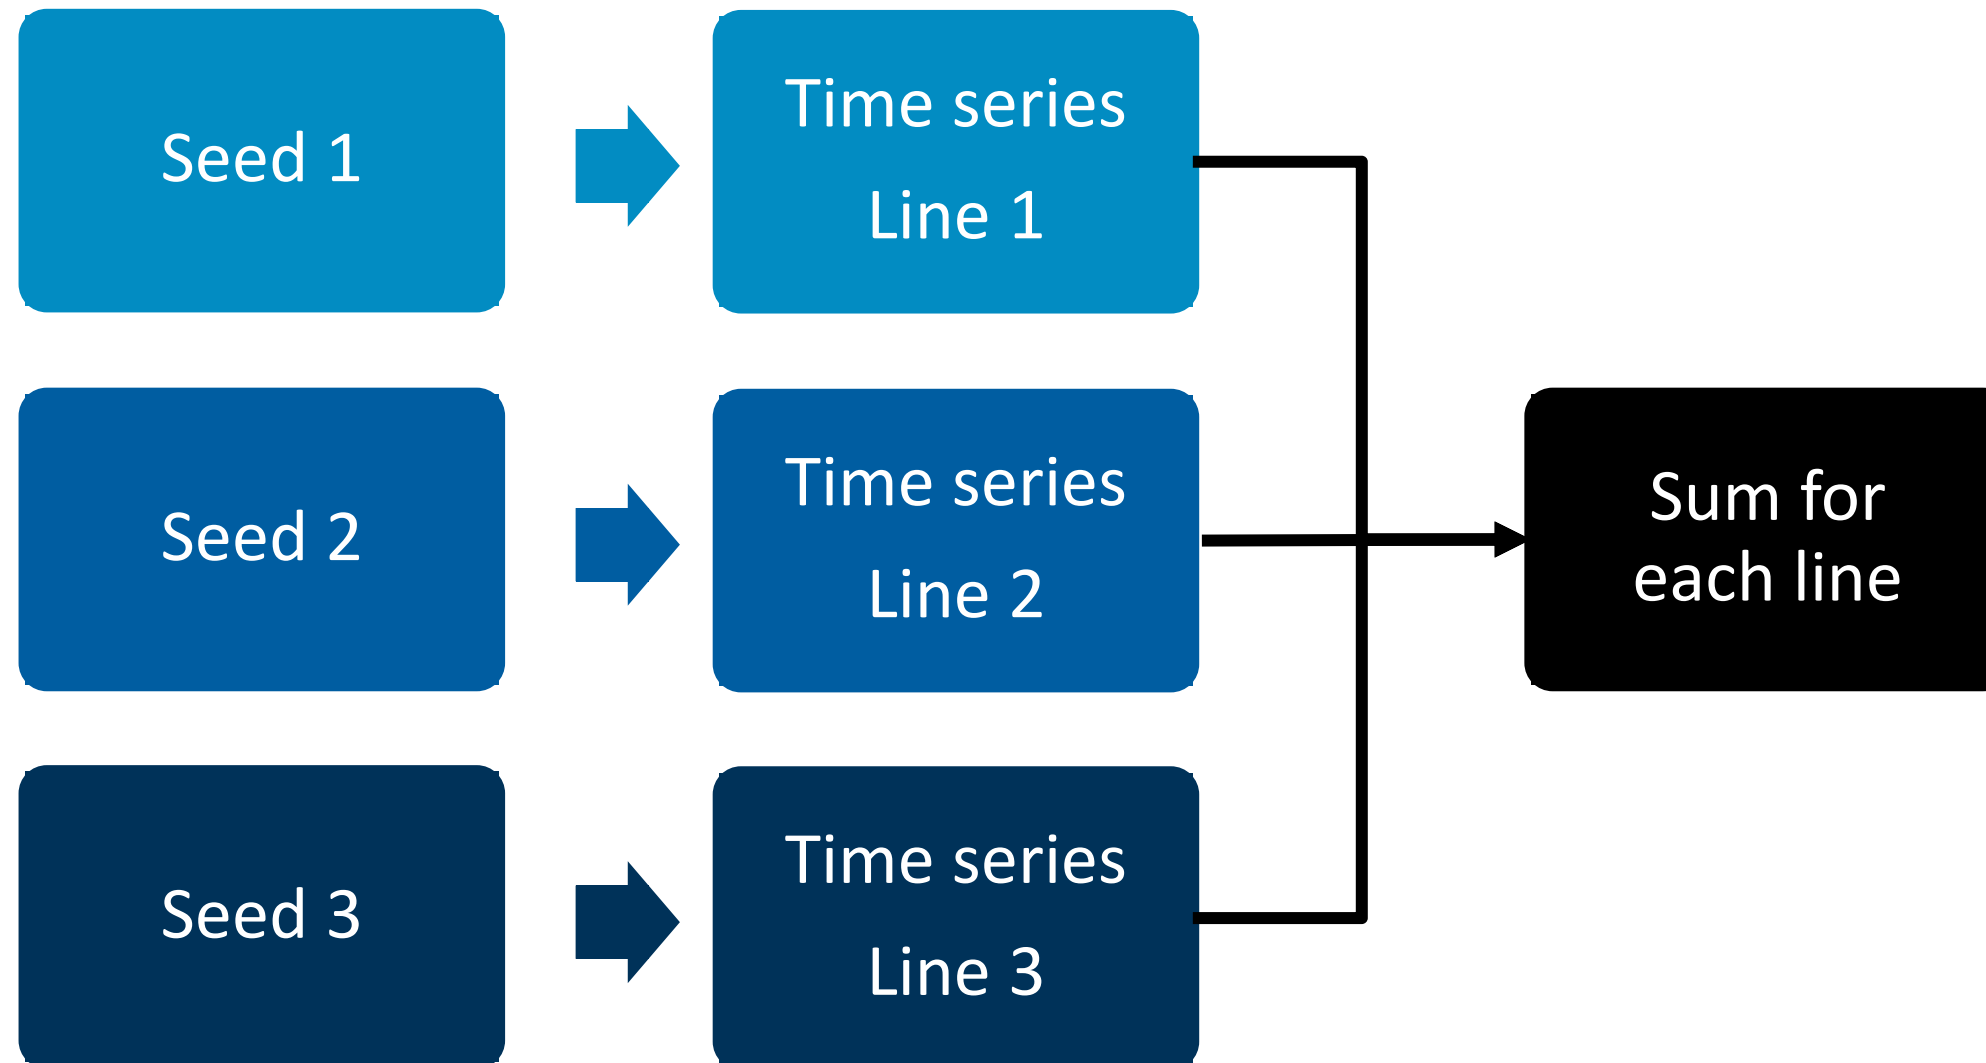 Seed 1
Time series
Line 1
Seed 2
Time series
Line 2
Sum for
each line
Seed 3
Time series
Line 3